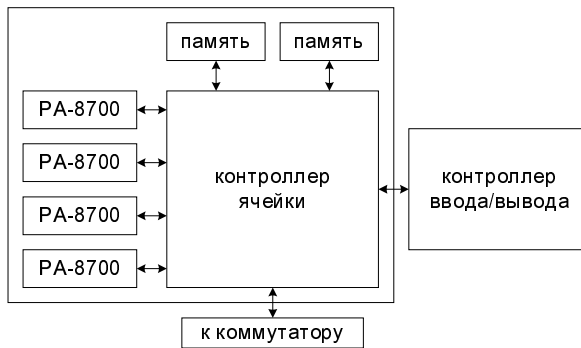 память память
PA-8700
PA-8700
PA-8700
PA-8700
контроллер
ячейки
контроллер
ввода/вывода
к коммутатору